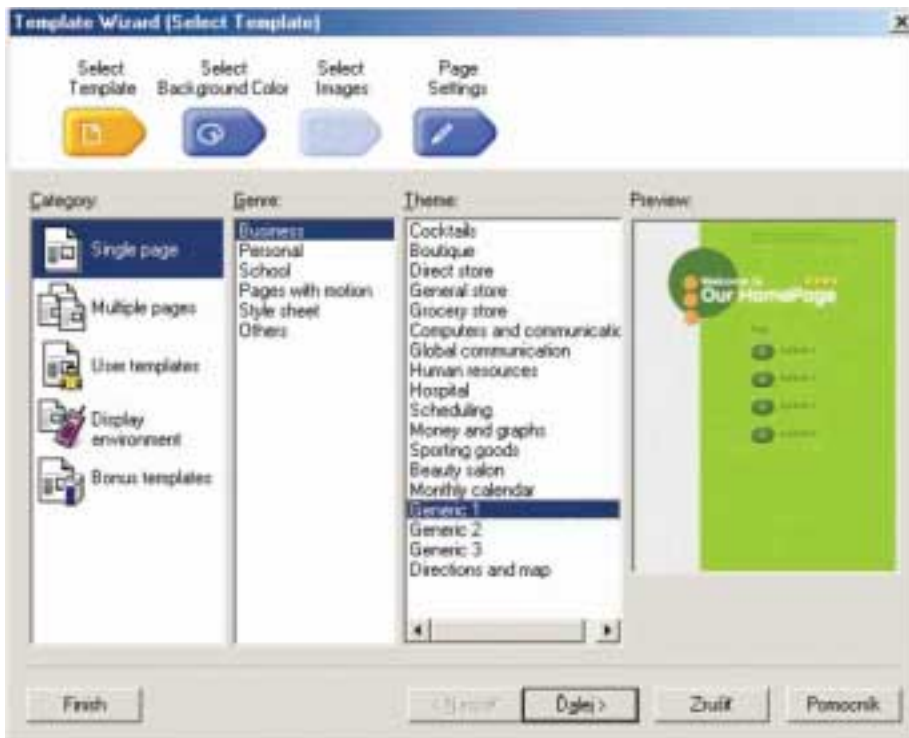 Template Wizard (Select Template)
Select Template
Select Background Color
Select Images
Page Settings
Category:
Genre:
Theme:
Preview:
Single page
Multiple pages
User templates
Display environment
Bonus templates
Business
Personal
School
Pages with motion
Style sheet
Others
Cocktails
Boutique
Direct store
General store
Grocery store
Computers and communicatic
Global communication
Human resources
Hospital
Scheduling
Money and graphs
Sporting goods
Beauty salon
Monthly calendar
Generic 1
Generic 2
Generic 3
Directions and map
Welcome to
Our HomePage
Finish
Ďalej >
Zrušiť
Pomocník